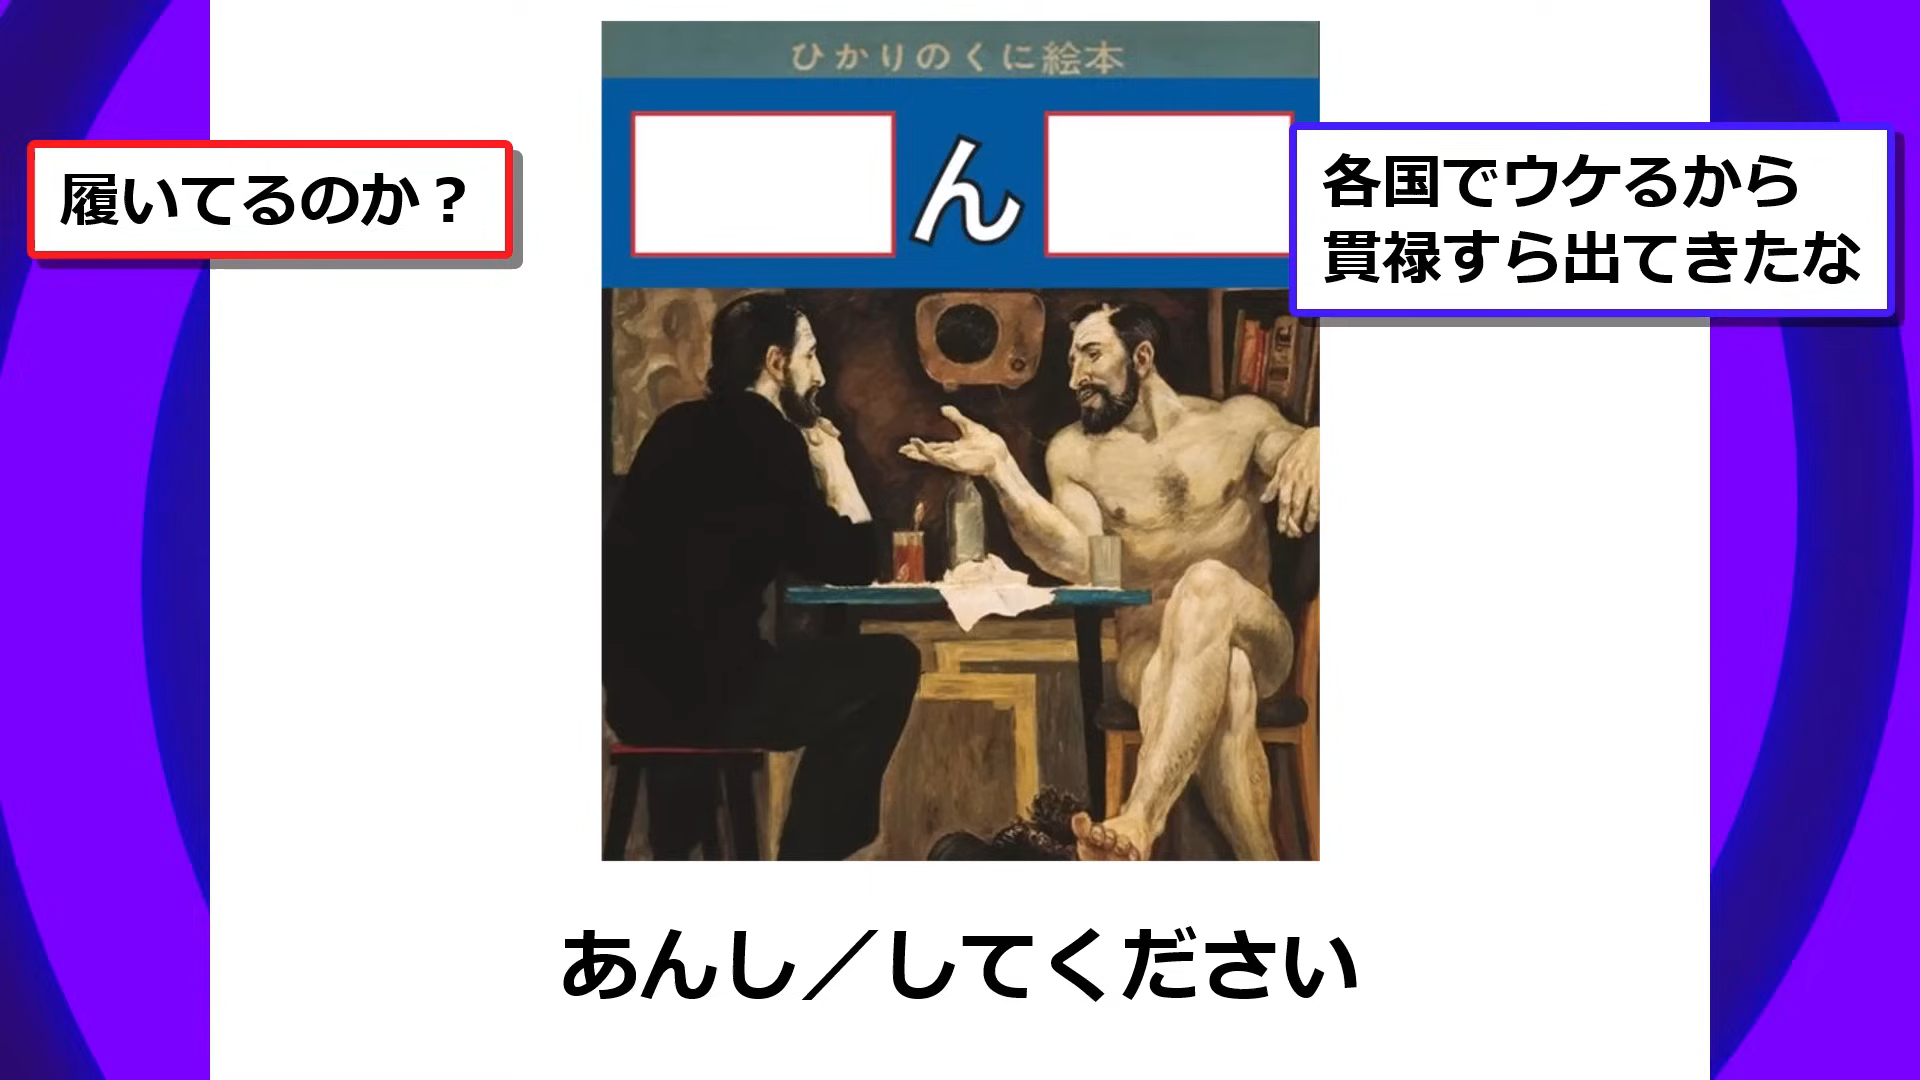 ひかりのくに絵本
ん
履いてるのか？
各国でウケるから
貫禄すら出てきたな
あんし／してください